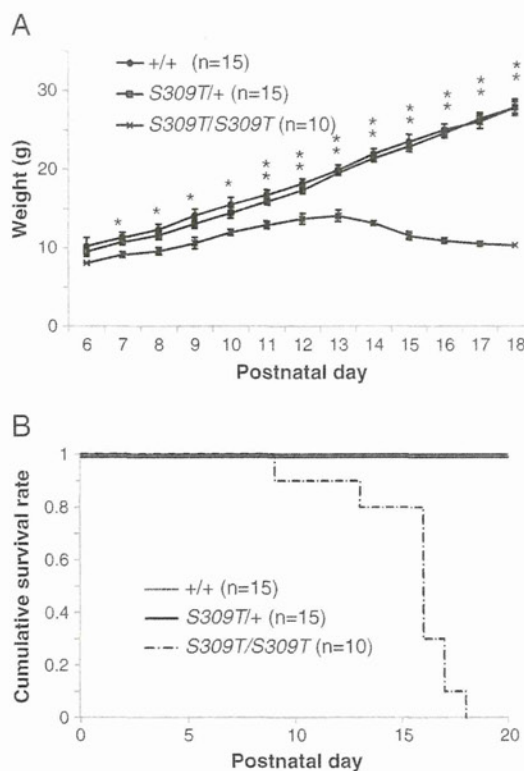 A
+/+ (n=15)
S309T/+ (n=15)
S309T/S309T (n=10)
* * * * * * * * * * * *
* * * * * * * *
Weight (g)
30
20
10
0
6 7 8 9 10 11 12 13 14 15 16 17 18
Postnatal day
B
Cumulative survival rate
1
0.8
0.6
0.4
0.2
0
+/+ (n=15)
S309T/+ (n=15)
S309T/S309T (n=10)
0 5 10 15 20
Postnatal day